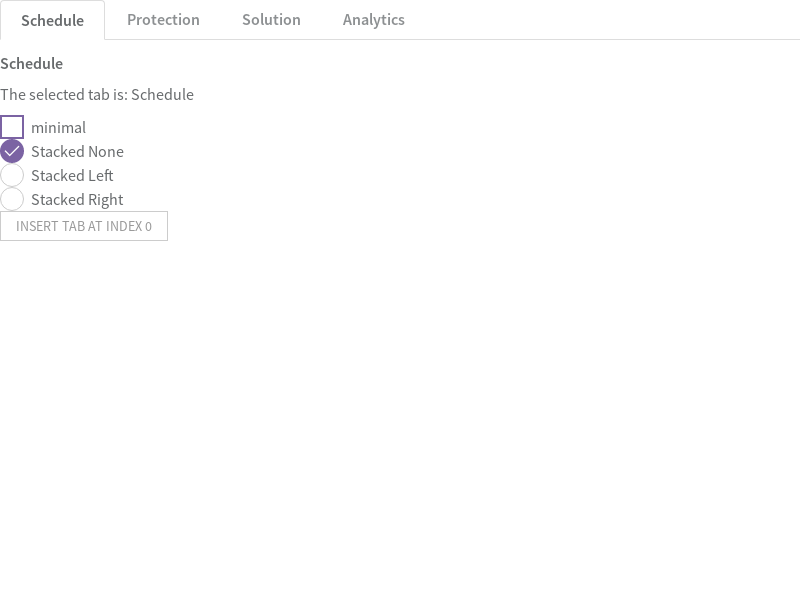 Schedule Protection Solution Analytics
Schedule
The selected tab is: Schedule
minimal
Stacked None
Stacked Left
Stacked Right
INSERT TAB AT INDEX 0